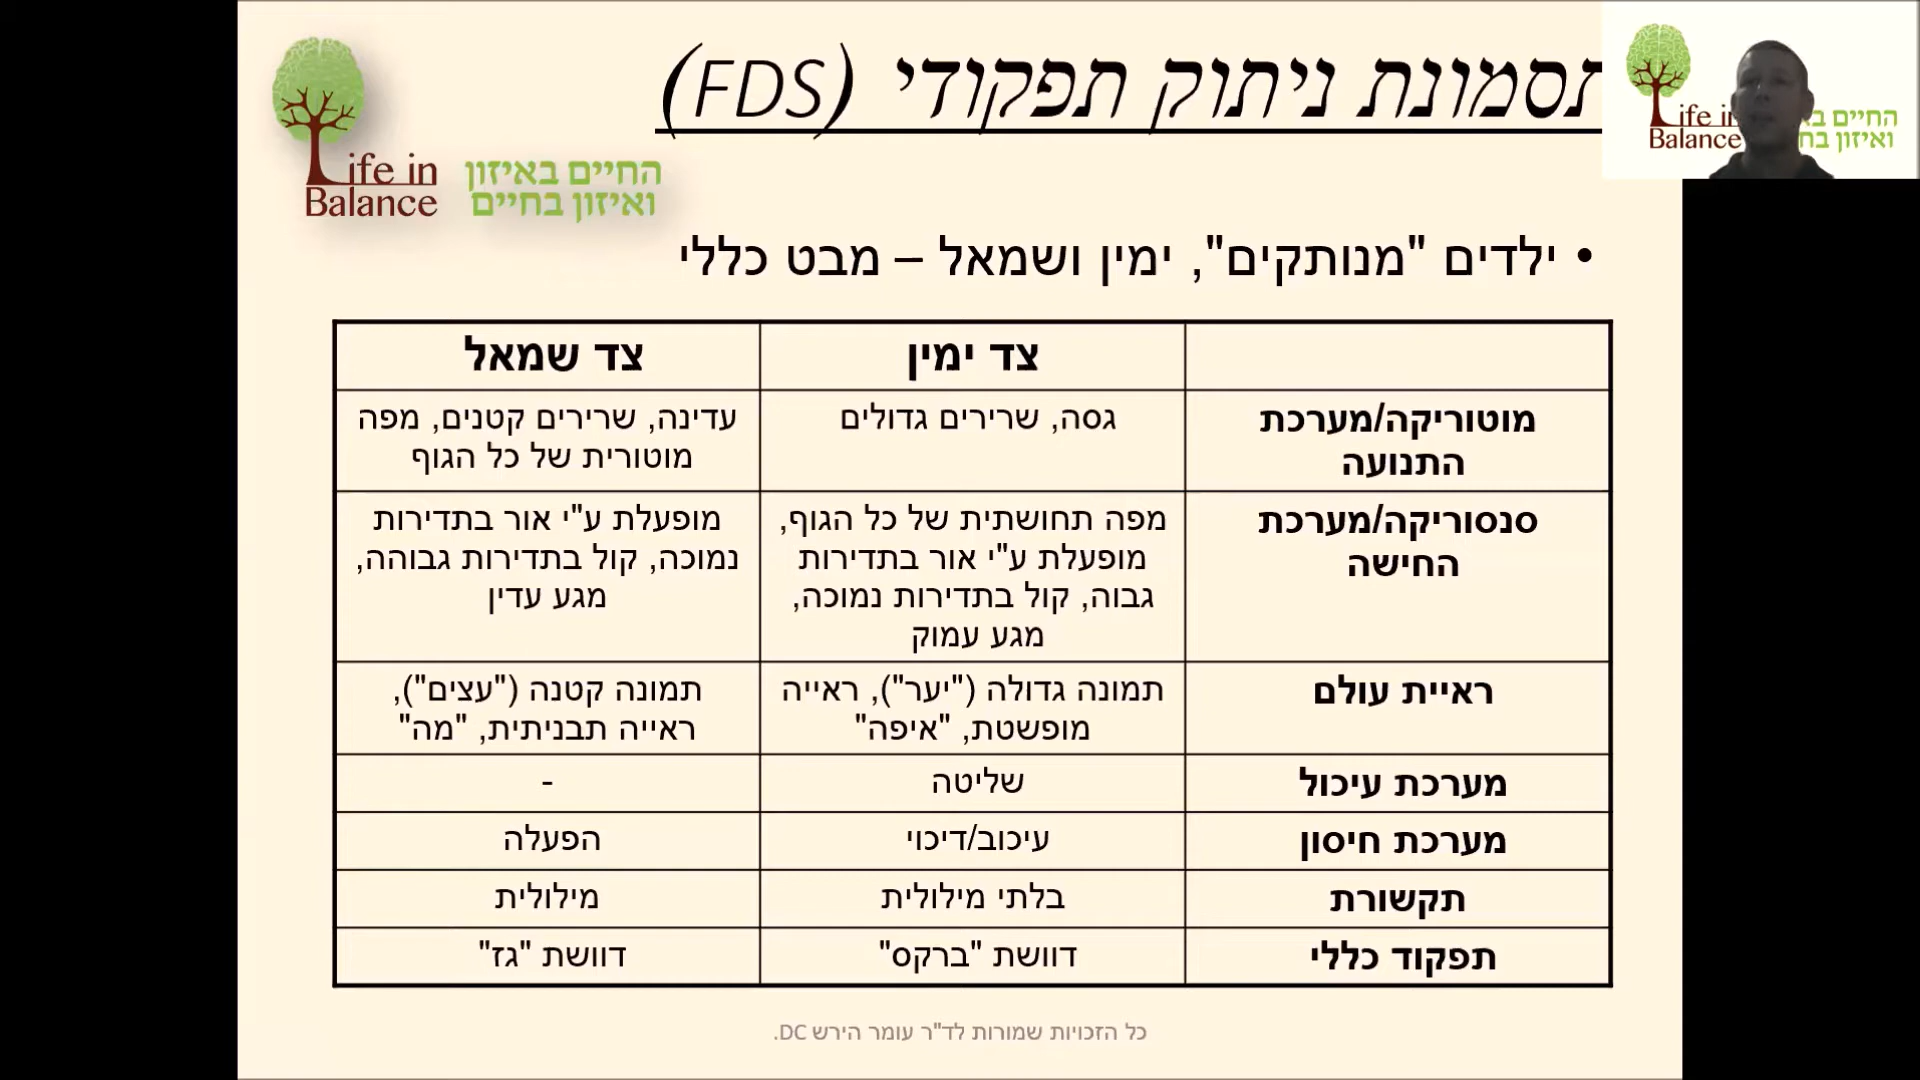 תסמונת ניתוק תפקודי (FDS)
Life in
Balance
החיים באיזון
ואיזון בחיים
Life in
Balance
החיים בא
ואיזון בח
• ילדים "מנותקים", ימין ושמאל – מבט כללי
צד ימין
צד שמאל
מוטוריקה/מערכת
התנועה
גסה, שרירים גדולים
עדינה, שרירים קטנים, מפה
מוטורית של כל הגוף
סנסוריקה/מערכת
החישה
מפה תחושתית של כל הגוף,
מופעלת ע"י אור בתדירות
גבוה, קול בתדירות נמוכה,
מגע עמוק
מופעלת ע"י אור בתדירות
נמוכה, קול בתדירות גבוהה,
מגע עדין
ראיית עולם
תמונה גדולה ("יער"), ראייה
מופשטת, "איפה"
תמונה קטנה ("עצים"),
ראייה תבניתית, "מה"
מערכת עיכול
שליטה
-
מערכת חיסון
עיכוב/דיכוי
הפעלה
תקשורת
בלתי מילולית
מילולית
תפקוד כללי
דוושת "ברקס"
דוושת "גז"
כל הזכויות שמורות לד"ר עומר הירש DC.